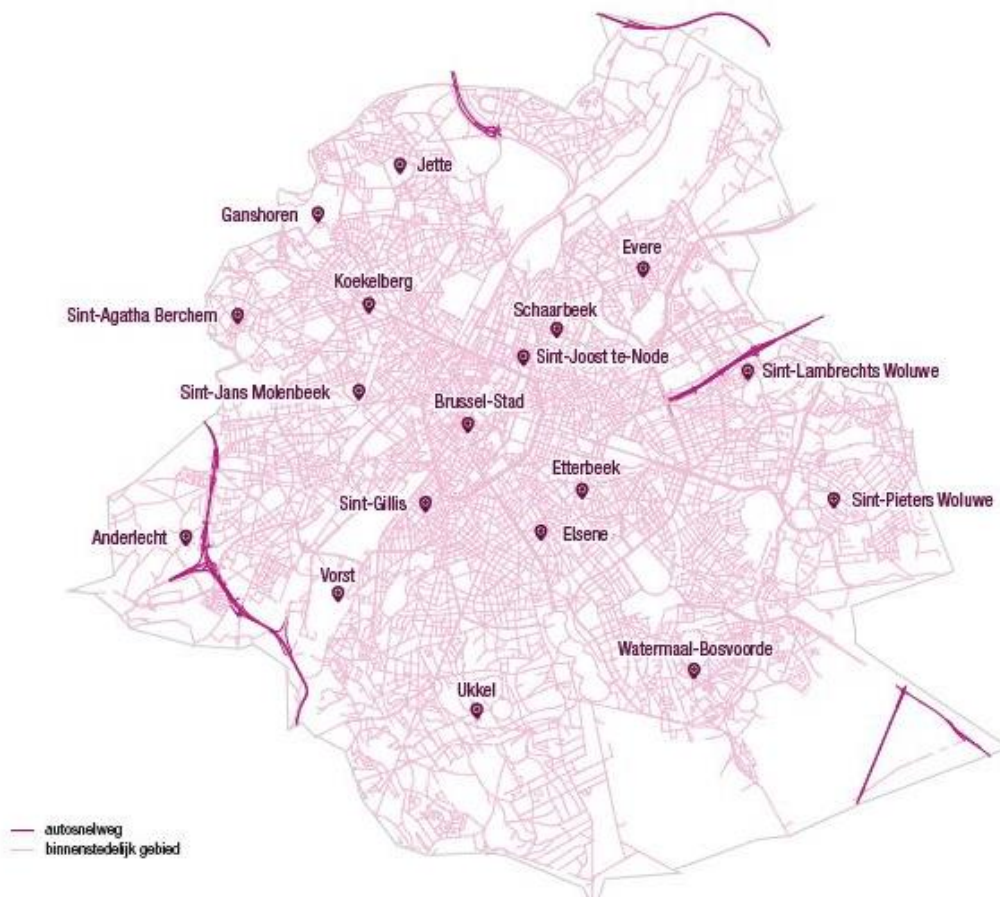 Jette
Ganshoren
Evere
Koekelberg
Schaarbeek
Sint-Agatha Berchem
Sint-Joost te-Node
Sint-Lambrechts Woluwe
Sint-Jans Molenbeek
Brussel-Stad
Etterbeek
Sint-Gillis
Sint-Pieters Woluwe
Anderlecht
Elsene
Vorst
Watermaal-Bosvoorde
Ukkel
autosnelweg
binnenstedelijk gebied